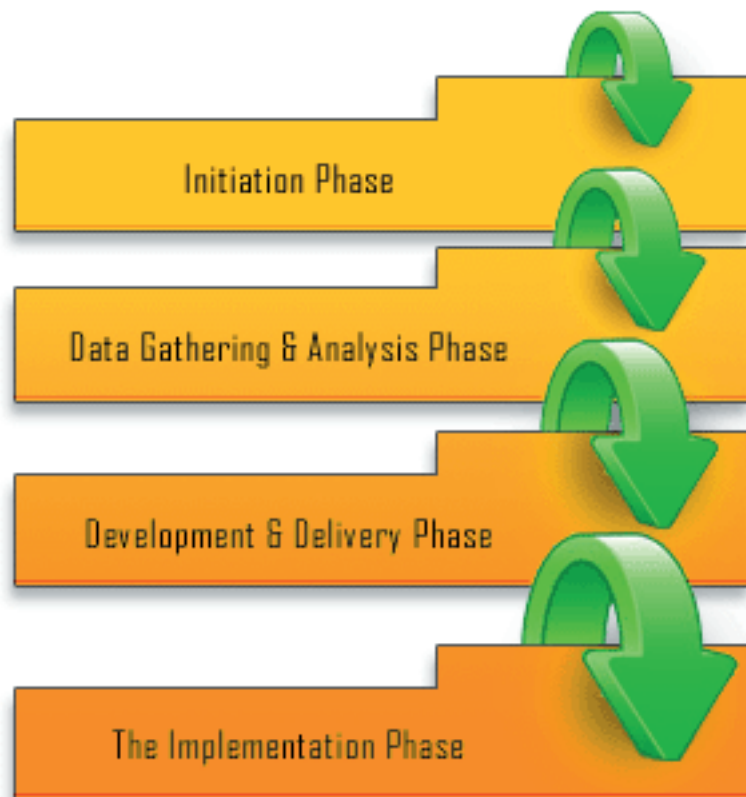 Initiation Phase
Data Gathering & Analysis Phase
Development & Delivery Phase
The Implementation Phase